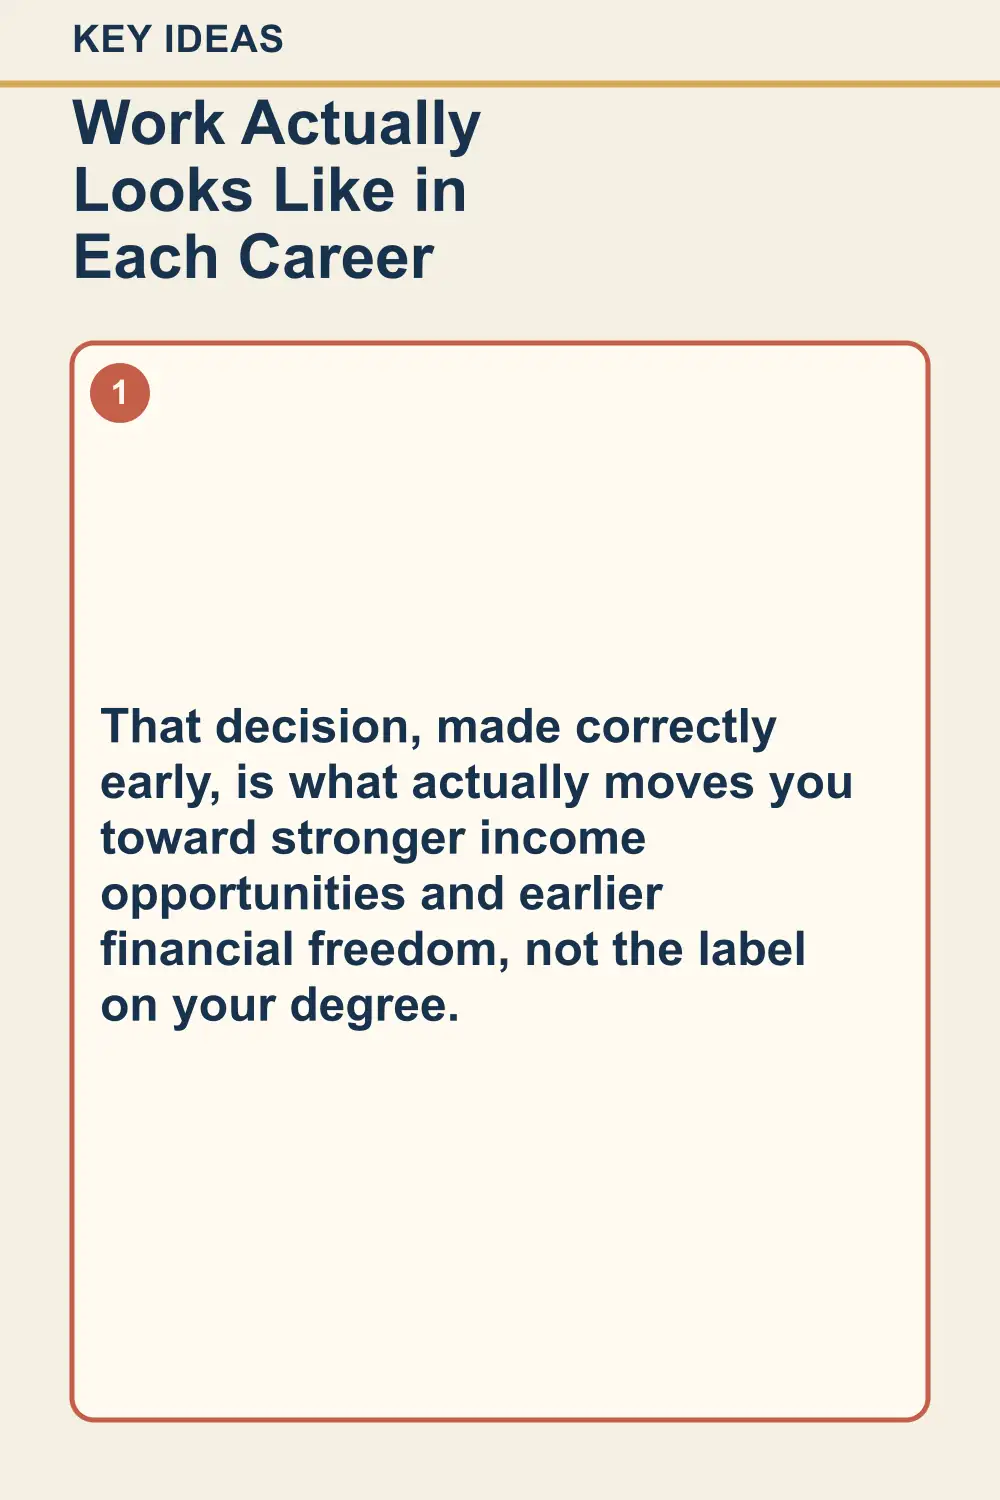 KEY IDEAS
Work Actually
Looks Like in
Each Career
1
That decision, made correctly
early, is what actually moves you
toward stronger income
opportunities and earlier
financial freedom, not the label
on your degree.